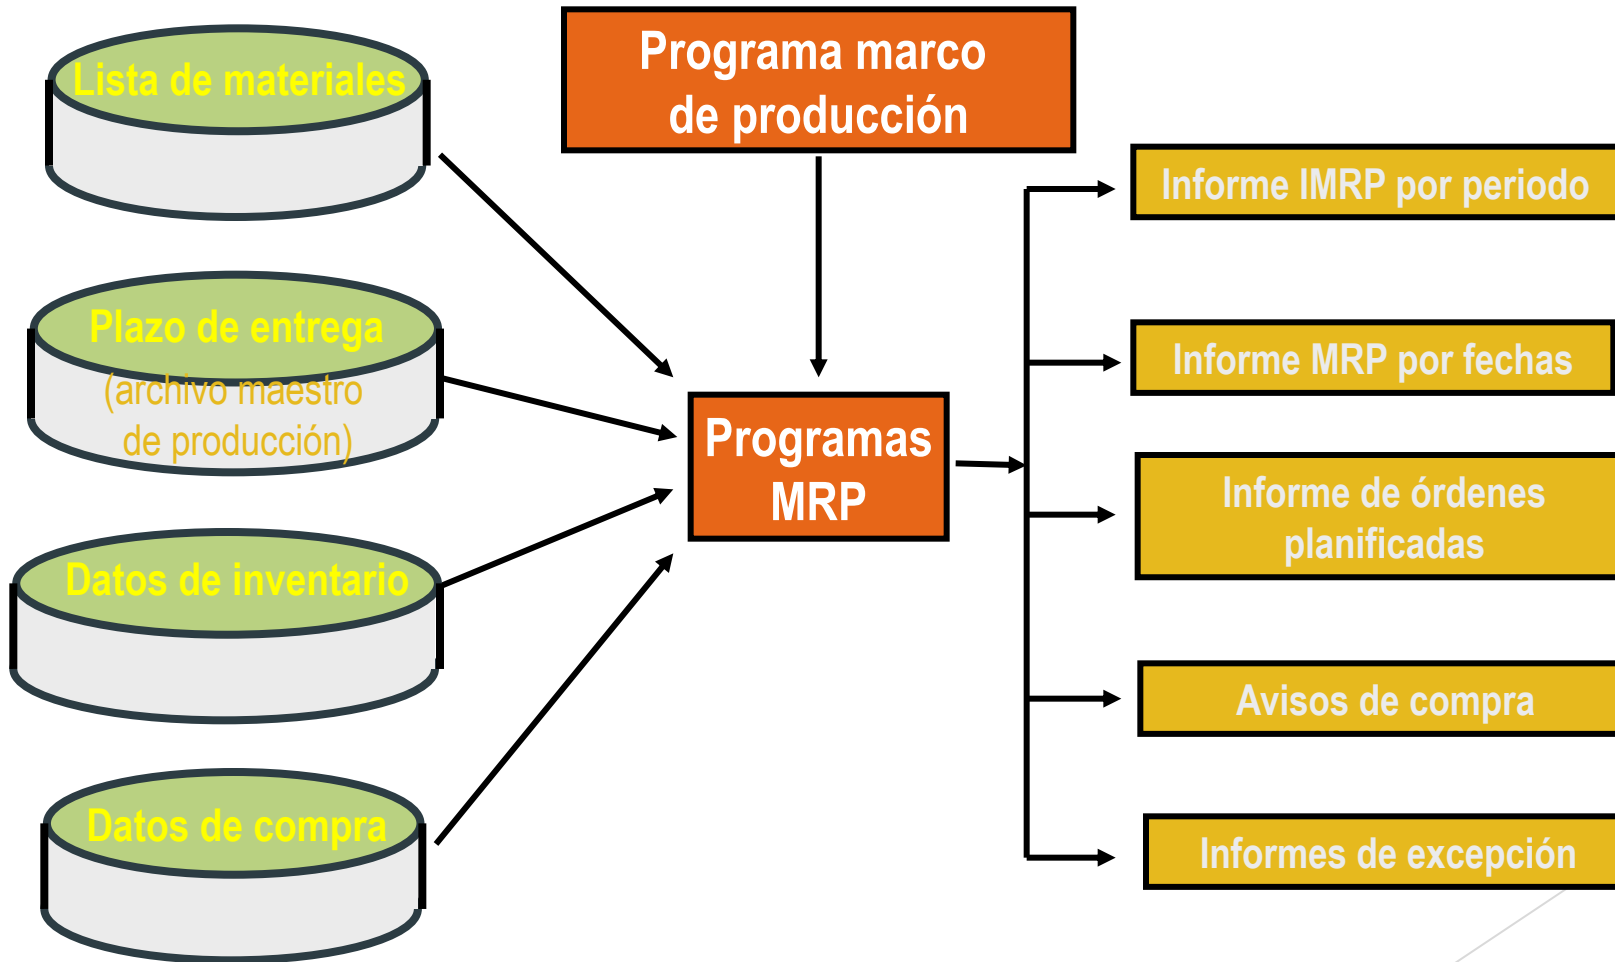 Lista de materiales
Plazo de entrega
(archivo maestro
de producción)
Datos de inventario
Datos de compra
Programa marco
de producción
Programas
MRP
Informe IMRP por periodo
Informe MRP por fechas
Informe de órdenes
planificadas
Avisos de compra
Informes de excepción